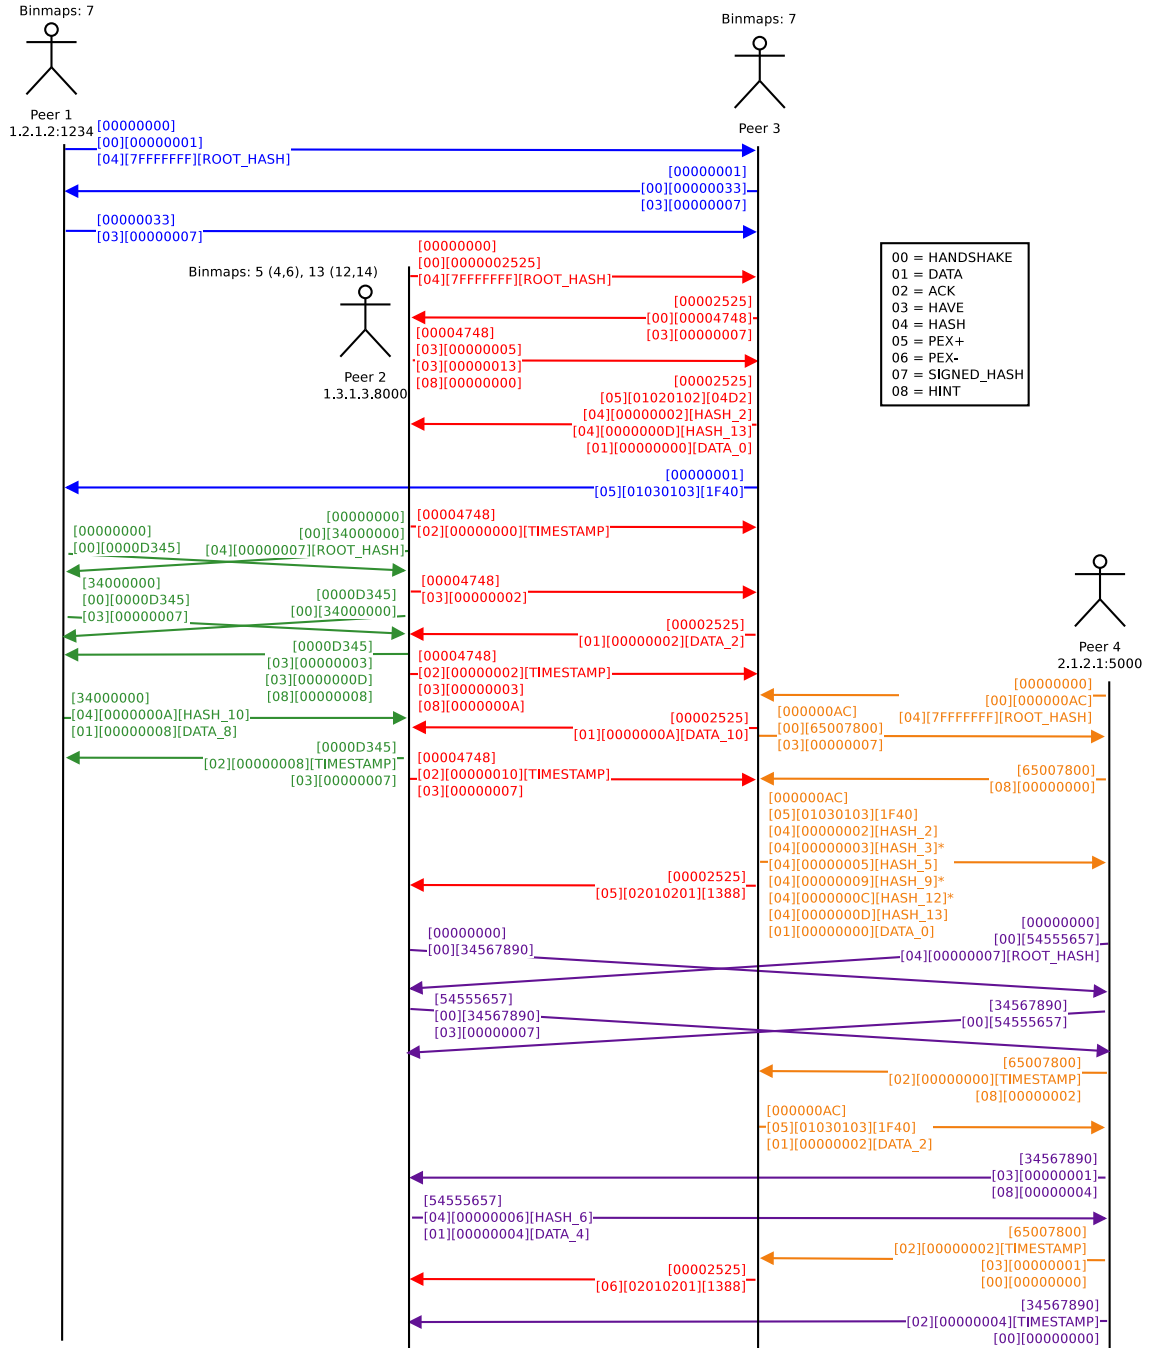 Binmaps: 7
Binmaps: 7
Peer 1
1.2.1.2:1234
Peer 3
[00000000]
[00][00000001]
[04][7FFFFFFF][ROOT_HASH]
[00000001]
[00][00000033]
[03][00000007]
[00000033]
[03][00000007]
[00000000]
[00][0000002525]
[04][7FFFFFFF][ROOT_HASH]
00 = HANDSHAKE
01 = DATA
02 = ACK
03 = HAVE
04 = HASH
05 = PEX+
06 = PEX-
07 = SIGNED_HASH
08 = HINT
Binmaps: 5 (4,6), 13 (12,14)
Peer 2
1.3.1.3.8000
[00002525]
[00][00004748]
[03][00000007]
[00004748]
[03][00000005]
[03][00000013]
[08][00000000]
[00002525]
[05][01020102][04D2]
[04][00000002][HASH_2]
[04][0000000D][HASH_13]
[01][00000000][DATA_0]
[00000001]
[05][01030103][1F40]
[00004748]
[02][00000000][TIMESTAMP]
[00000000]
[00][34000000]
[04][00000007][ROOT_HASH]
[00000000]
[00][0000D345]
[34000000]
[00][0000D345]
[03][00000007]
[0000D345]
[00][34000000]
[00004748]
[03][00000002]
[00002525]
[01][00000002][DATA_2]
[0000D345]
[03][00000003]
[03][0000000D]
[08][00000008]
[00004748]
[02][00000002][TIMESTAMP]
[03][00000003]
[08][0000000A]
Peer 4
2.1.2.1:5000
[00000000]
[00][000000AC]
[04][7FFFFFFF][ROOT_HASH]
[34000000]
[04][0000000A][HASH_10]
[01][00000008][DATA_8]
[00002525]
[01][0000000A][DATA_10]
[000000AC]
[00][65007800]
[03][00000007]
[0000D345]
[02][00000008][TIMESTAMP]
[03][00000007]
[00004748]
[02][00000010][TIMESTAMP]
[03][00000007]
[65007800]
[08][00000000]
[000000AC]
[05][01030103][1F40]
[04][00000002][HASH_2]
[04][00000003][HASH_3]*
[04][00000005][HASH_5]
[04][00000009][HASH_9]*
[04][0000000C][HASH_12]*
[04][0000000D][HASH_13]
[01][00000000][DATA_0]
[00002525]
[05][02010201][1388]
[00000000]
[00][34567890]
[00000000]
[00][54555657]
[04][00000007][ROOT_HASH]
[54555657]
[00][34567890]
[03][00000007]
[34567890]
[00][54555657]
[65007800]
[02][00000000][TIMESTAMP]
[08][00000002]
[000000AC]
[05][01030103][1F40]
[01][00000002][DATA_2]
[34567890]
[03][00000001]
[08][00000004]
[54555657]
[04][00000006][HASH_6]
[01][00000004][DATA_4]
[65007800]
[02][00000002][TIMESTAMP]
[03][00000001]
[00][00000000]
[00002525]
[06][02010201][1388]
[34567890]
[02][00000004][TIMESTAMP]
[00][00000000]